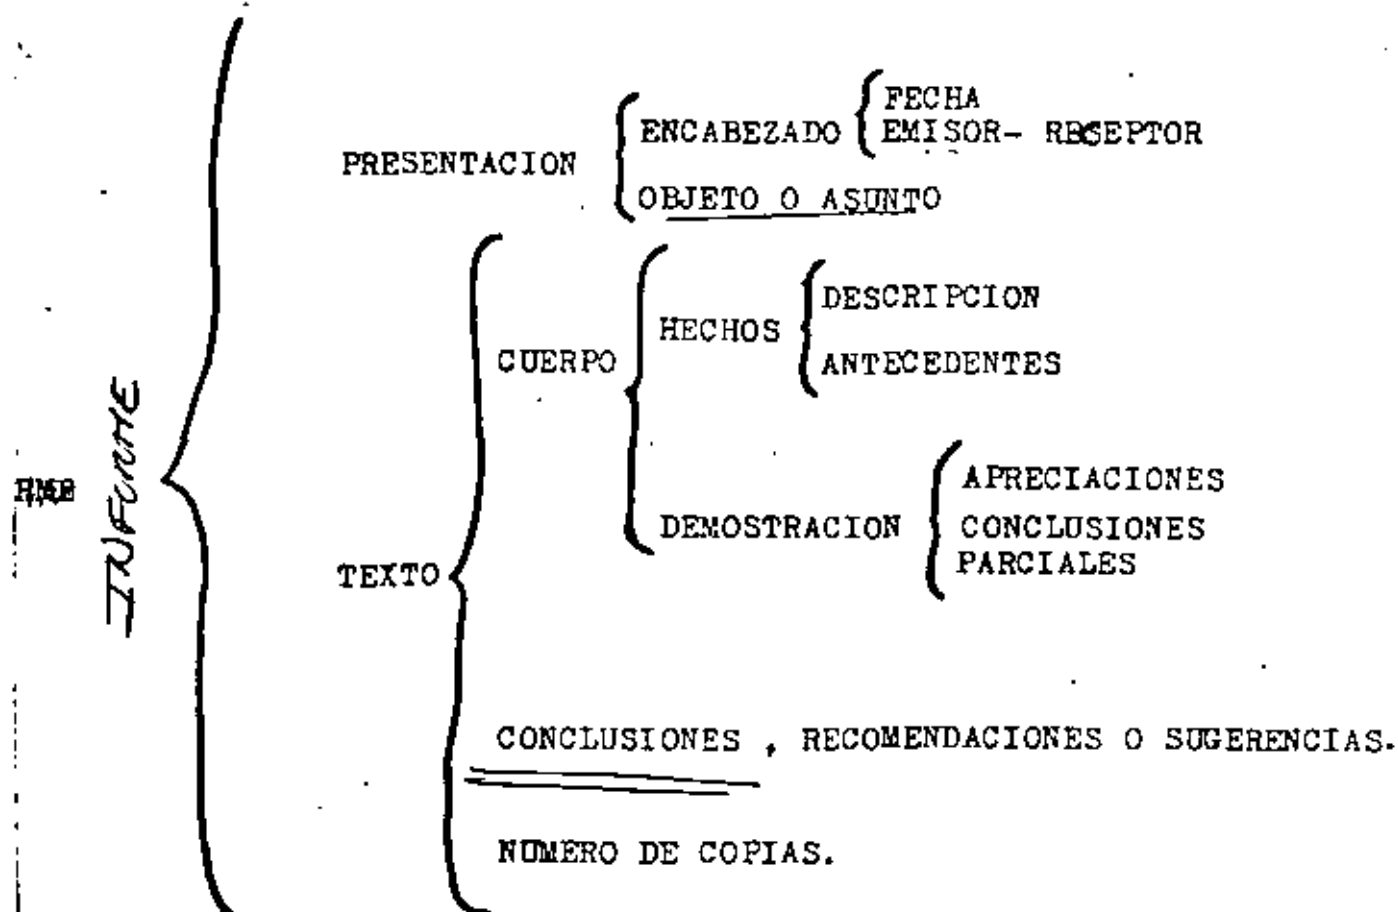 FECHA
ENCABEZADO EMISOR- RESEPTOR
PRESENTACION
OBJETO O ASUNTO
DESCRIPCION
HECHOS
CUERPO
ANTECEDENTES
INFORME
APRECIACIONES
DEMOSTRACION CONCLUSIONES
PARCIALES
TEXTO
CONCLUSIONES , RECOMENDACIONES O SUGERENCIAS.
NUMERO DE COPIAS.